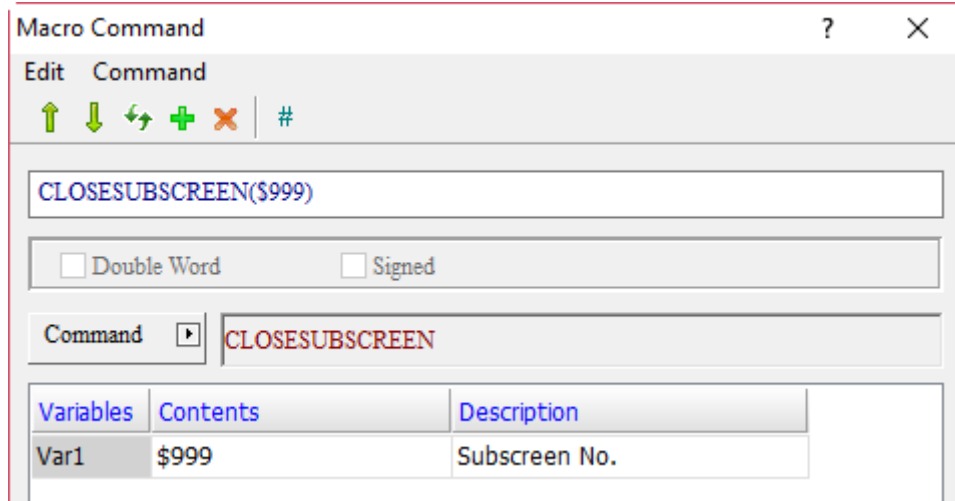 Macro Command ?
Edit Command
#
CLOSESUBSCREEN($999)
Double Word Signed
Command CLOSESUBSCREEN
Variables Contents Description
Var1 $999 Subscreen No.